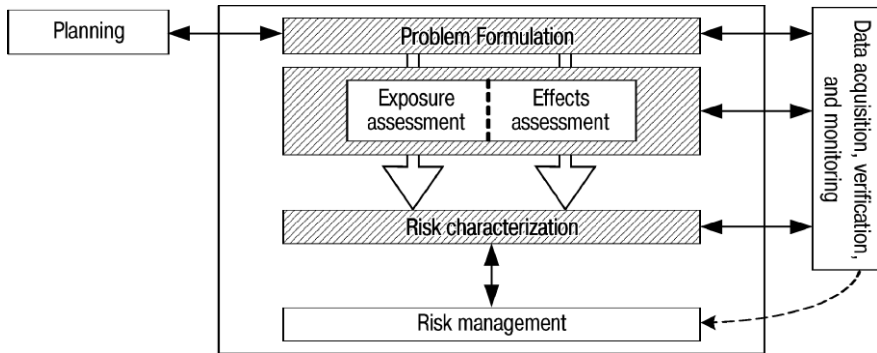 Planning
Problem Formulation
Exposure
assessment
Effects
assessment
Risk characterization
Risk management
Data acquisition, verification,
and monitoring